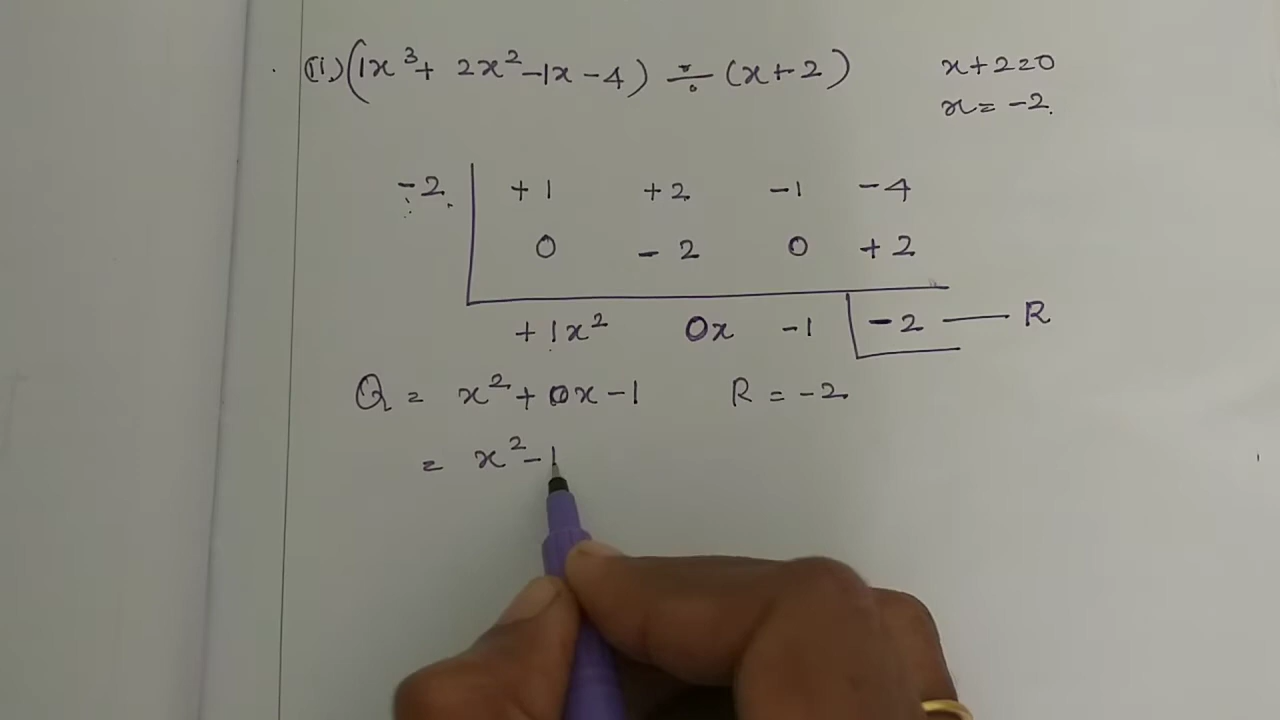 (ii) (1x³ + 2x² - 1x - 4) ÷ (x + 2) x + 2 = 0
x = -2.
-2 +1 +2 -1 -4
0 -2 0 +2
+1x² 0x -1 -2 — R
Q = x² + 0x - 1 R = -2
= x² - 1